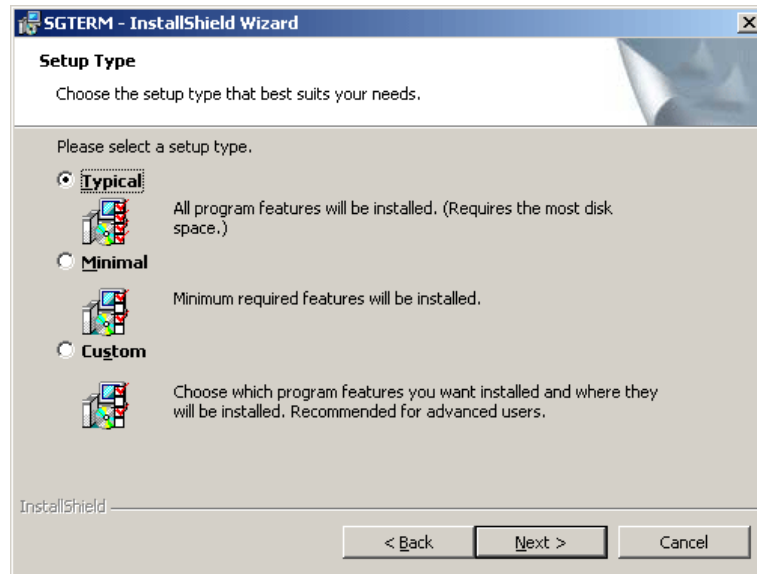 SGTERM - InstallShield Wizard
Setup Type
Choose the setup type that best suits your needs.
Please select a setup type.
Typical
All program features will be installed. (Requires the most disk
space.)
Minimal
Minimum required features will be installed.
Custom
Choose which program features you want installed and where they
will be installed. Recommended for advanced users.
InstallShield
< Back
Next >
Cancel